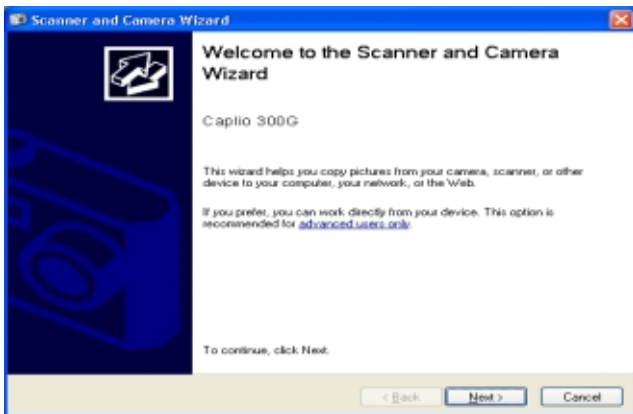 Scanner and Camera Wizard
Welcome to the Scanner and Camera
Wizard
Caplio 300G
This wizard helps you copy pictures from your camera, scanner, or other
device to your computer, your network, or the Web.
If you prefer, you can work directly from your device. This option is
recommended for advanced users only.
To continue, click Next.
< Back
Next >
Cancel